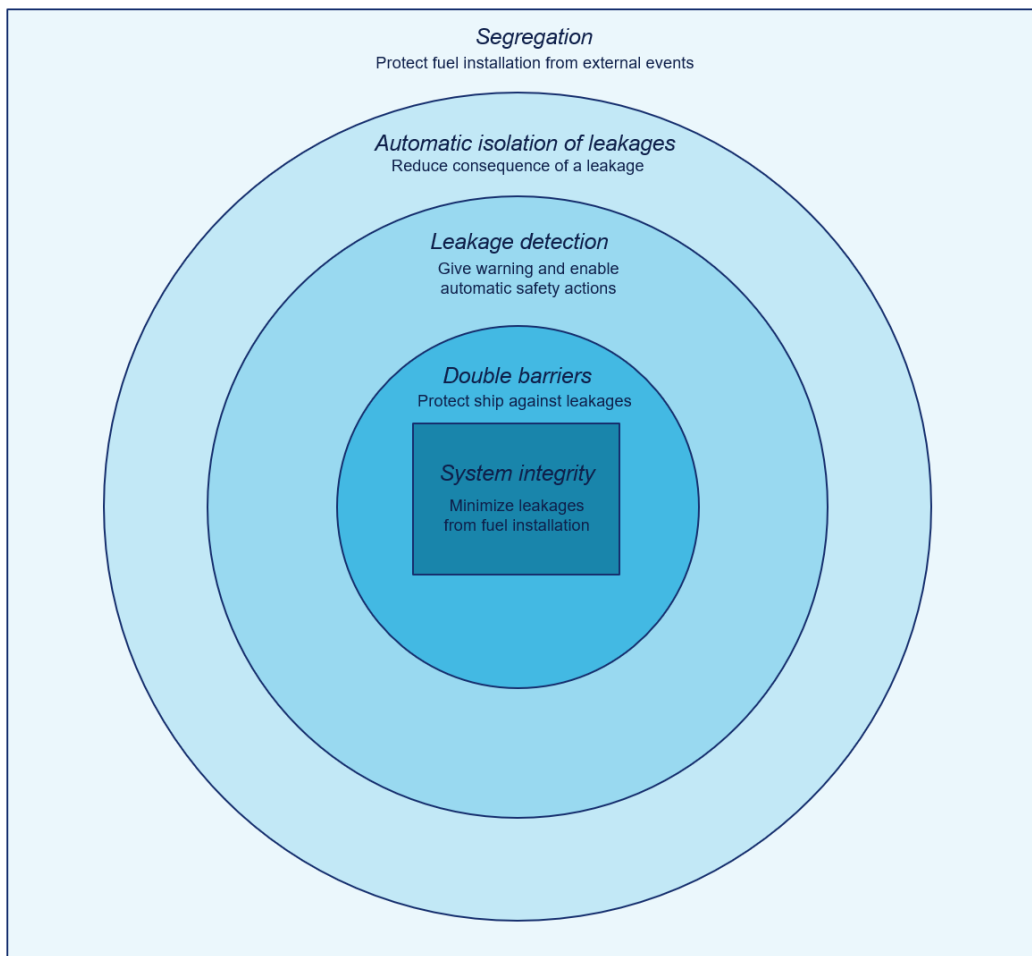 Segregation
Protect fuel installation from external events
Automatic isolation of leakages
Reduce consequence of a leakage
Leakage detection
Give warning and enable
automatic safety actions
Double barriers
Protect ship against leakages
System integrity
Minimize leakages
from fuel installation